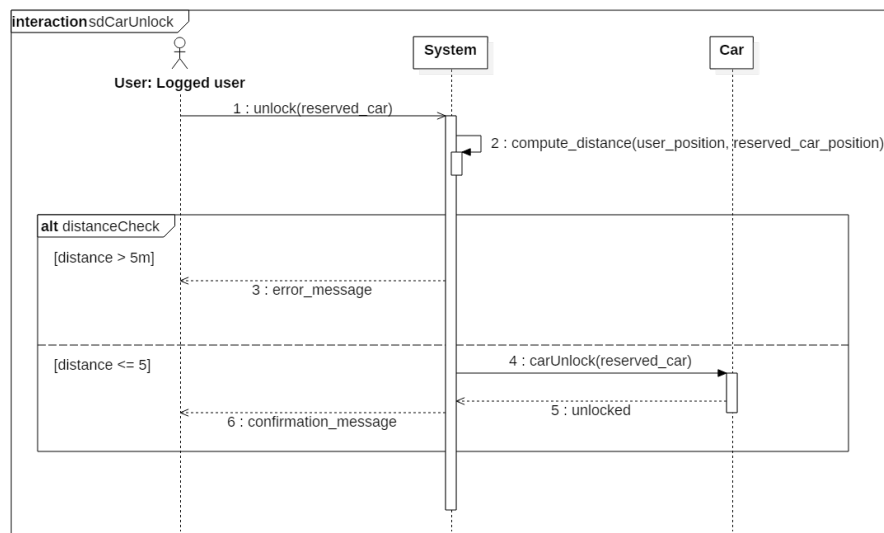 interaction sdCarUnlock
System
Car
User: Logged user
1 : unlock(reserved_car)
2 : compute_distance(user_position, reserved_car_position)
alt distanceCheck
[distance > 5m]
3 : error_message
[distance <= 5]
4 : carUnlock(reserved_car)
5 : unlocked
6 : confirmation_message